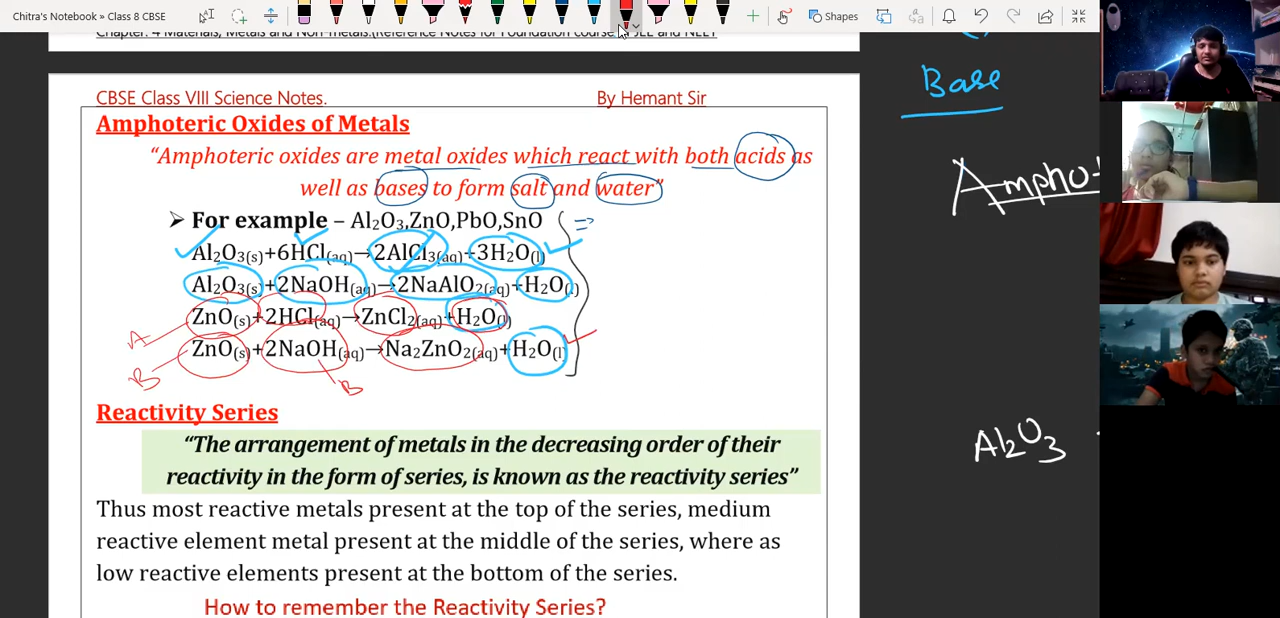 Chitra's Notebook » Class 8 CBSE
Shapes
Chapter: 4 Materials, Metals and Non-metals.(Reference Notes for Foundation course JEE and NEET
CBSE Class VIII Science Notes. By Hemant Sir
Amphoteric Oxides of Metals
“Amphoteric oxides are metal oxides which react with both acids as
well as bases to form salt and water”
➤ For example – Al₂O₃,ZnO,PbO,SnO
Al₂O₃(s)+6HCl(aq)→2AlCl₃(aq)+3H₂O(l)
Al₂O₃(s)+2NaOH(aq)→2NaAlO₂(aq)+H₂O(l)
ZnO(s)+2HCl(aq)→ZnCl₂(aq)+H₂O(l)
ZnO(s)+2NaOH(aq)→Na₂ZnO₂(aq)+H₂O(l)
A
B
B
Reactivity Series
“The arrangement of metals in the decreasing order of their
reactivity in the form of series, is known as the reactivity series”
Thus most reactive metals present at the top of the series, medium
reactive element metal present at the middle of the series, where as
low reactive elements present at the bottom of the series.
How to remember the Reactivity Series?
Base
Ampho-
Al₂O₃